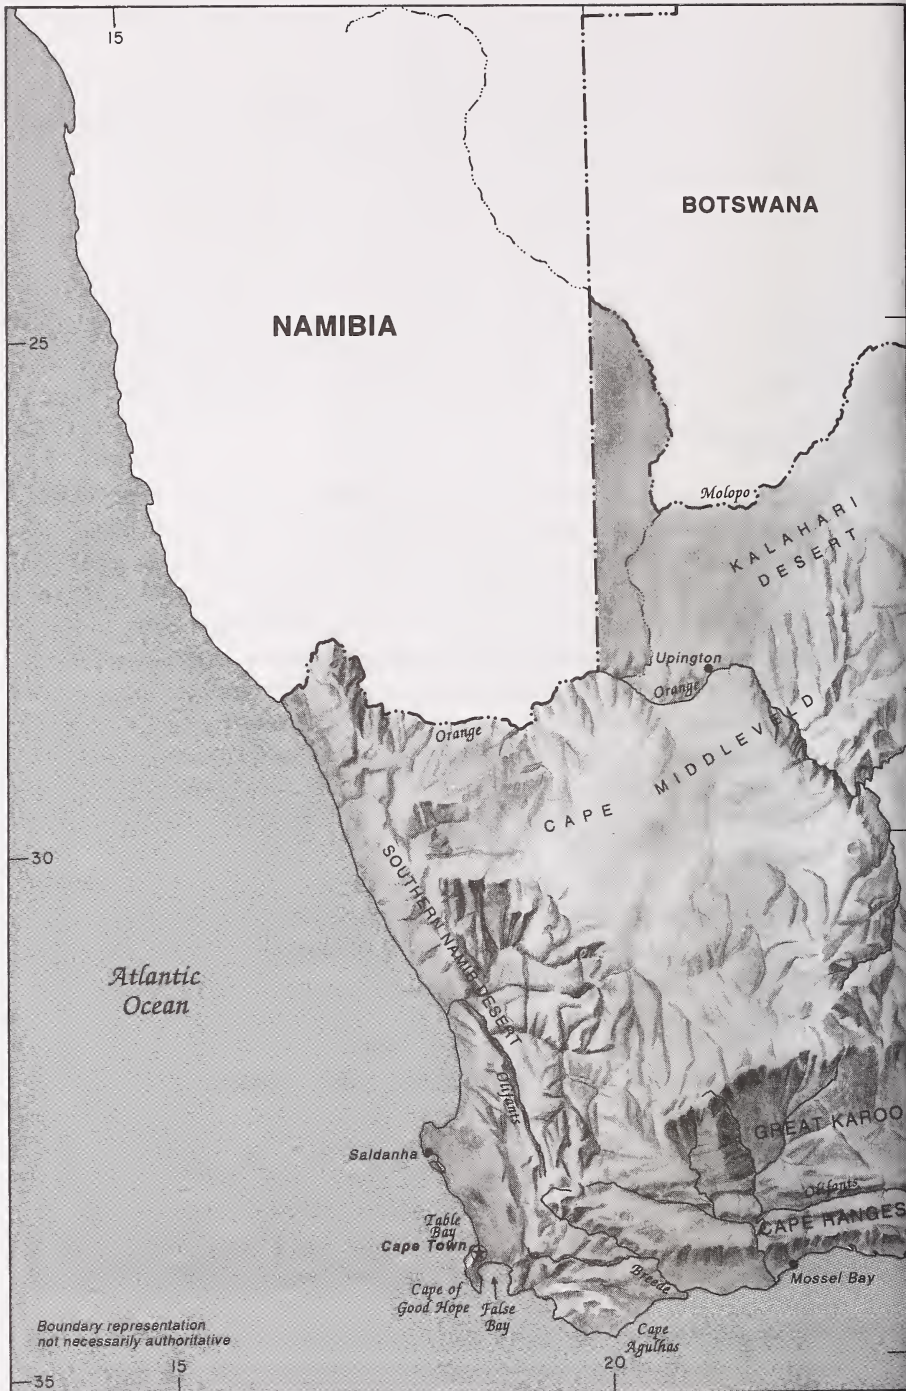 15
BOTSWANA
NAMIBIA
25
Molopo
KALAHARI
DESERT
Upington
Orange
Orange
CAPE MIDDLEVELD
30
SOUTHERN NAMIB DESERT
Atlantic
Ocean
Olifants
GREAT KAROO
Saldanha
Olifants
Table
Bay
CAPE RANGES
Cape Town
Breede
Mossel Bay
Cape of
Good Hope
False
Bay
Boundary representation
not necessarily authoritative
Cape
Agulhas
15
20
35